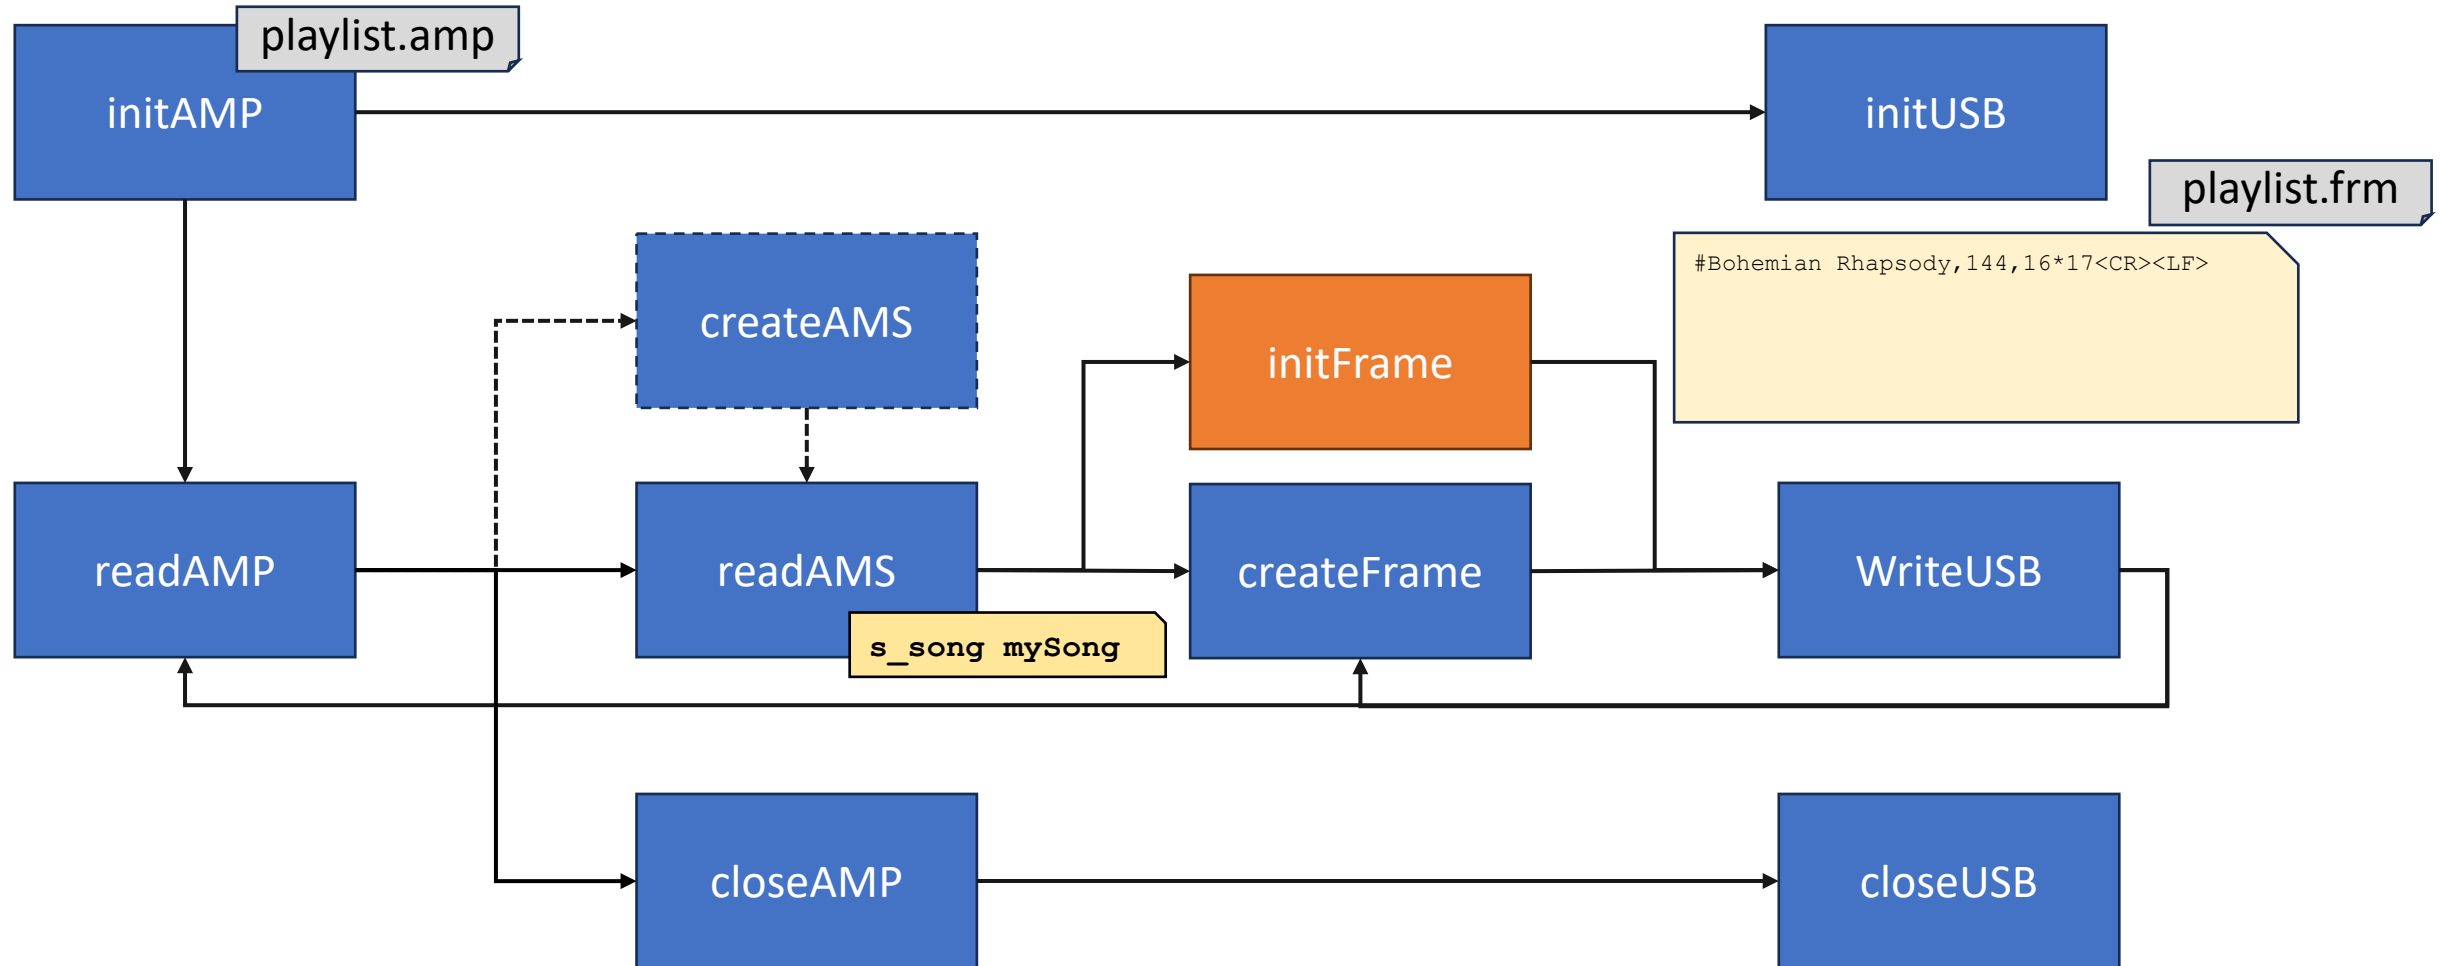 playlist.amp
initAMP
initUSB
playlist.frm
#Bohemian Rhapsody,144,16*17<CR><LF>
createAMS
initFrame
readAMP
readAMS
createFrame
WriteUSB
s_song mySong
closeAMP
closeUSB